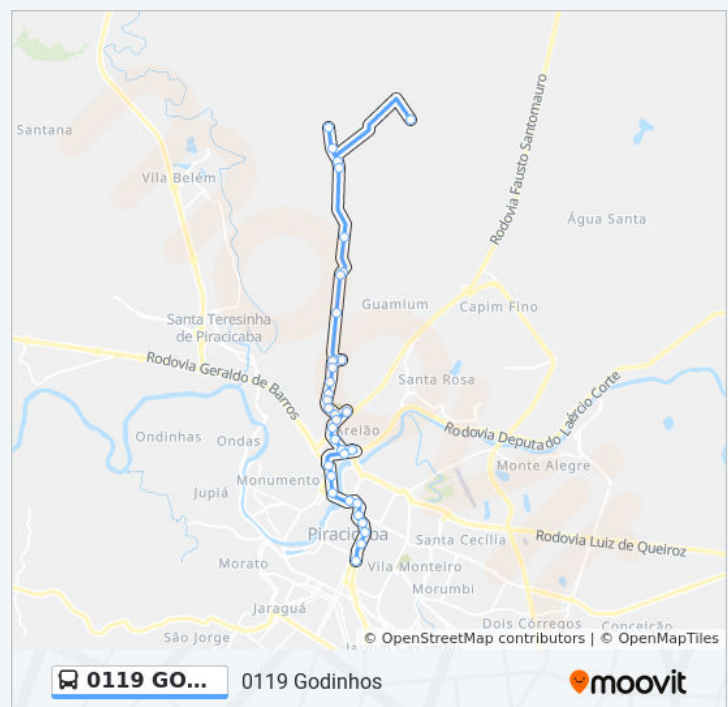 Santana
Vila Belém
Rodovia Fausto Santomauro
Água Santa
Guamium
Capim Fino
Santa Teresinha
de Piracicaba
Rodovia Geraldo de Barros
Santa Rosa
Rodovia Deputado Laércio Corte
Areião
Ondinhas
Ondas
Monte Alegre
Monumento
Jupiá
Piracicaba
Santa Cecília
Rodovia Luiz de Queiroz
Morato
Vila Monteiro
Morumbi
Jaraguá
Dois Córregos
Conceição
São Jorge
© OpenStreetMap contributors | © OpenMapTiles
0119 GO...
0119 Godinhos
moovit